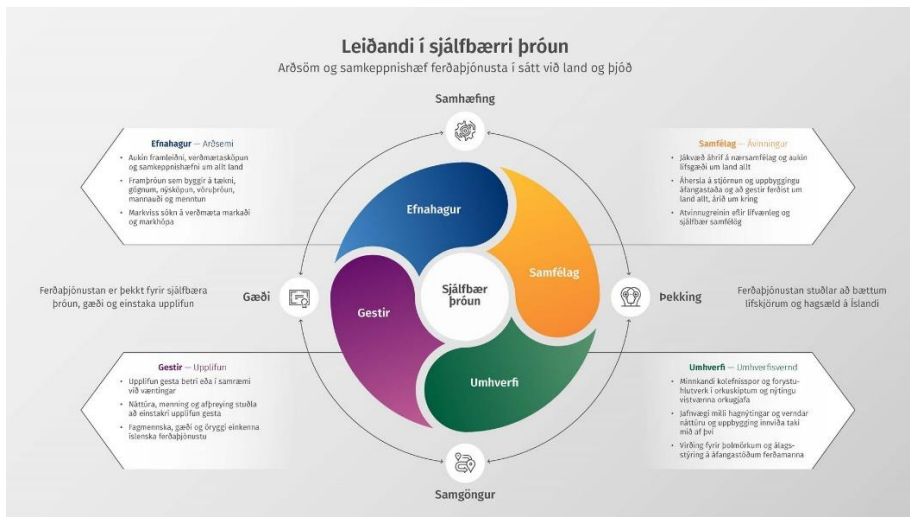 Leiðandi í sjálfbærri þróun
Arðsöm og samkeppnishæf ferðaþjónusta í sátt við land og þjóð
Samhæfing
Efnahagur — Arðsemi
• Aukin framleiðni, verðmætasköpun
og samkeppnishæfni um allt land
• Framþróun sem byggir á tækni,
gögnum, nýsköpun, vöruþróun,
mannauði og menntun
• Markviss sókn á verðmæta markaði
og markhópa
Samfélag — Ávinningur
• Jákvæð áhrif á nærsamfélag og aukin
lífsgæði um land allt
• Áhersla á stjórnun og uppbyggingu
áfangastaða og að gestir ferðist um
land allt, árið um kring
• Atvinnugreinin eflir lífvænleg og
sjálfbær samfélög
Efnahagur
Samfélag
Gestir
Umhverfi
Sjálfbær
þróun
Ferðaþjónustan er þekkt fyrir sjálfbæra
þróun, gæði og einstaka upplifun
Gæði
Þekking
Ferðaþjónustan stuðlar að bættum
lífskjörum og hagsæld á Íslandi
Gestir — Upplifun
• Upplifun gesta betri eða í samræmi
við væntingar
• Náttúra, menning og afþreying stuðla
að einstakri upplifun gesta
• Fagmennska, gæði og öryggi einkenna
íslenska ferðaþjónustu
Umhverfi — Umhverfisvernd
• Minnkandi kolefnisspor og forystu-
hlutverk í orkuskiptum og nýtingu
vistvænna orkugjafa
• Jafnvægi milli hagnýtingar og verndar
náttúru og uppbygging innviða taki
mið af því
• Virðing fyrir þolmörkum og álags-
stýring á áfangastöðum ferðamanna
Samgöngur